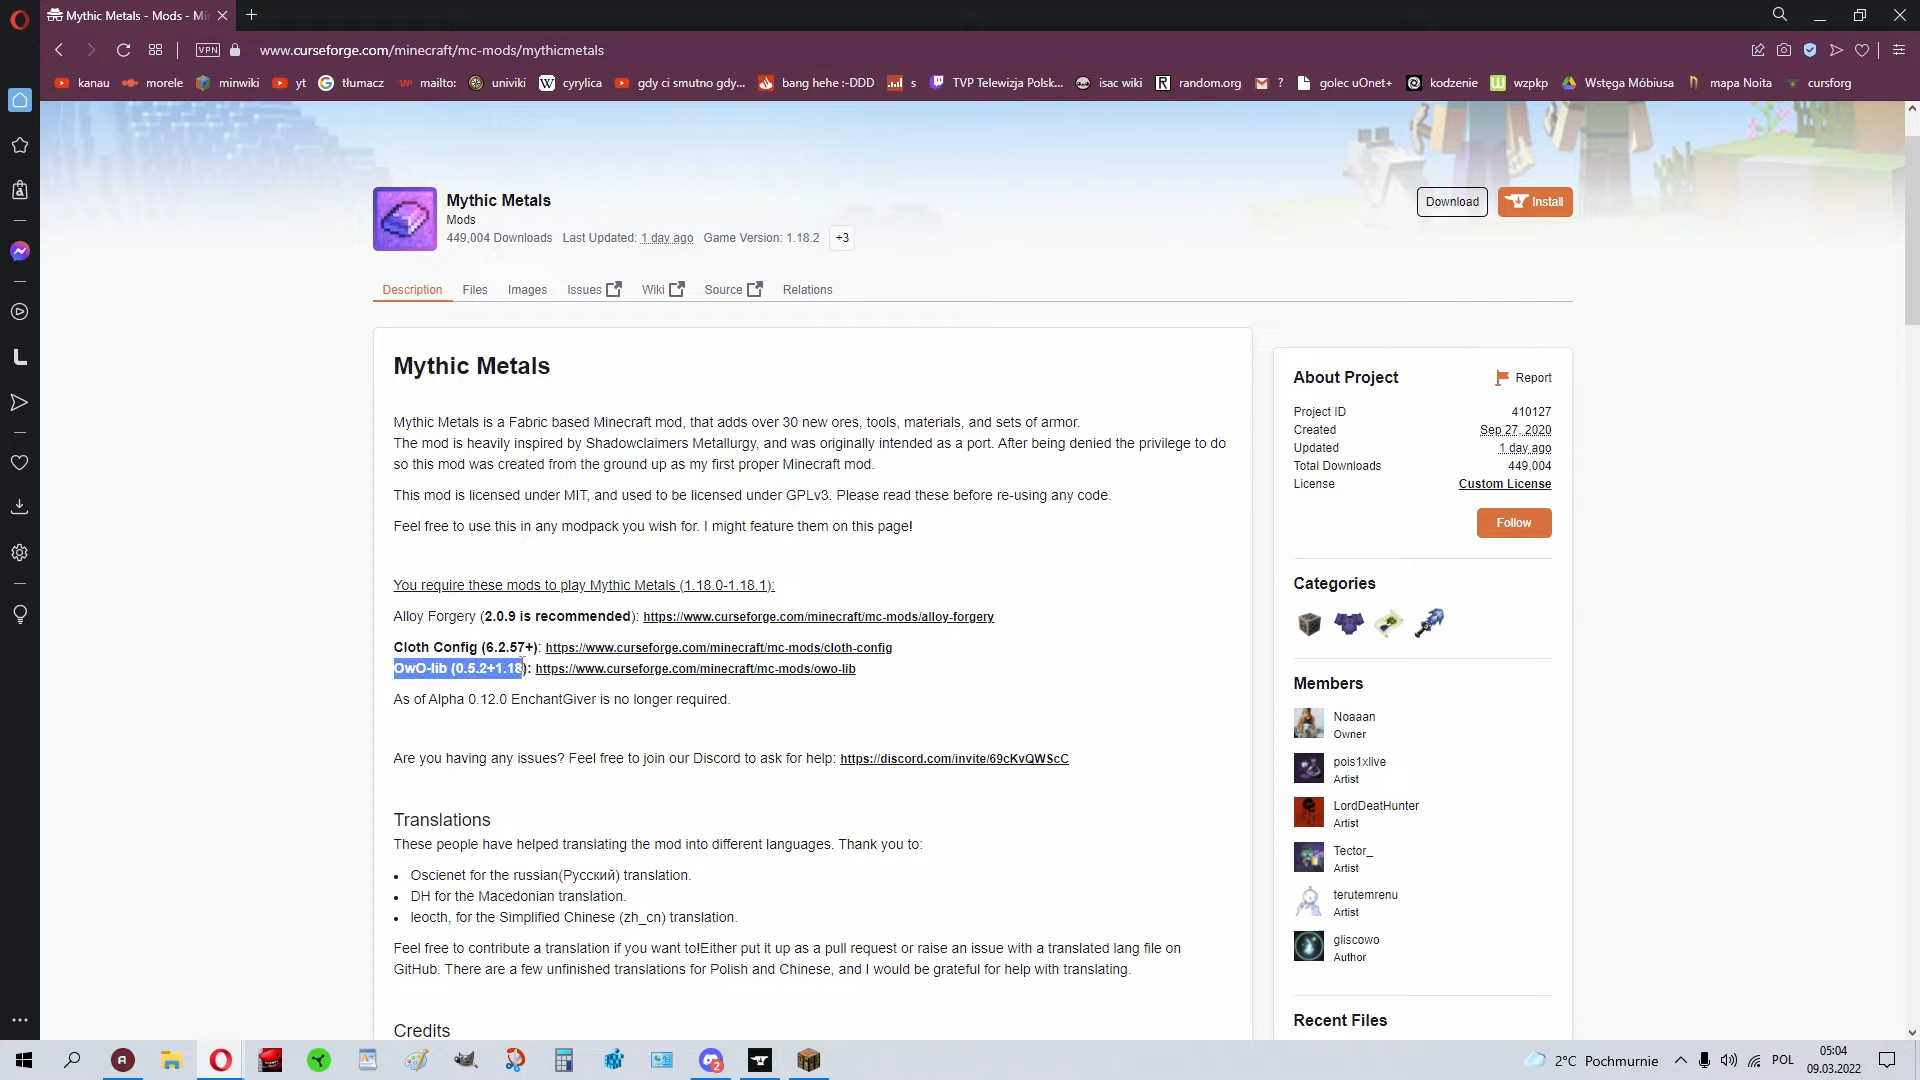 Mythic Metals - Mods - Mi
www.curseforge.com/minecraft/mc-mods/mythicmetals
VPN
kanau morele minwiki yt tłumacz mailto: univiki cyrylica gdy ci smutno gdy... bang hehe :-DDD s TVP Telewizja Polsk... isac wiki random.org ? golec uOnet+ kodzenie wzpkp Wstęga Möbiusa mapa Noita cursforg
Mythic Metals
Mods
449,004 Downloads Last Updated: 1 day ago Game Version: 1.18.2 +3
Download Install
Description Files Images Issues Wiki Source Relations
Mythic Metals
Mythic Metals is a Fabric based Minecraft mod, that adds over 30 new ores, tools, materials, and sets of armor.
The mod is heavily inspired by Shadowclaimers Metallurgy, and was originally intended as a port. After being denied the privilege to do
so this mod was created from the ground up as my first proper Minecraft mod.
This mod is licensed under MIT, and used to be licensed under GPLv3. Please read these before re-using any code.
Feel free to use this in any modpack you wish for. I might feature them on this page!
You require these mods to play Mythic Metals (1.18.0-1.18.1):
Alloy Forgery (2.0.9 is recommended): https://www.curseforge.com/minecraft/mc-mods/alloy-forgery
Cloth Config (6.2.57+): https://www.curseforge.com/minecraft/mc-mods/cloth-config
OwO-lib (0.5.2+1.18): https://www.curseforge.com/minecraft/mc-mods/owo-lib
As of Alpha 0.12.0 EnchantGiver is no longer required.
Are you having any issues? Feel free to join our Discord to ask for help: https://discord.com/invite/69cKvQWScC
Translations
These people have helped translating the mod into different languages. Thank you to:
• Oscienet for the russian(Русский) translation.
• DH for the Macedonian translation.
• leocth, for the Simplified Chinese (zh_cn) translation.
Feel free to contribute a translation if you want to!Either put it up as a pull request or raise an issue with a translated lang file on
GitHub. There are a few unfinished translations for Polish and Chinese, and I would be grateful for help with translating.
Credits
About Project Report
Project ID 410127
Created Sep 27, 2020
Updated 1 day ago
Total Downloads 449,004
License Custom License
Follow
Categories
Members
Noaaan
Owner
pois1xlive
Artist
LordDeathHunter
Artist
Tector_
Artist
terutemrenu
Artist
gliscowo
Author
Recent Files
2°C Pochmurnie POL
05:04
09.03.2022